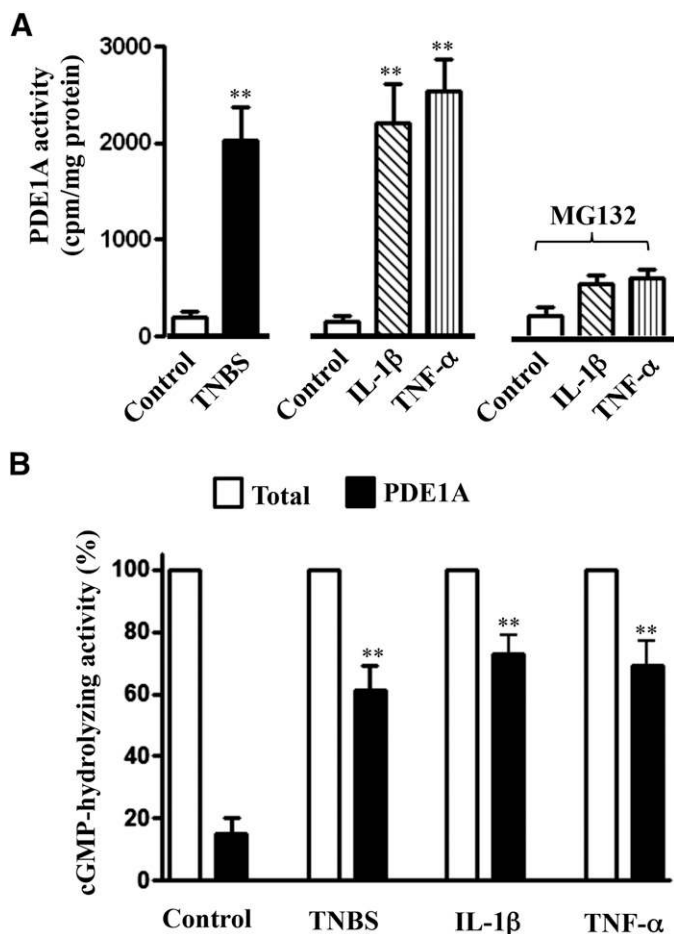 A
PDE1A activity
(cpm/mg protein)
3000
2000
1000
0
**
** **
MG132
Control TNBS Control IL-1β TNF-α Control IL-1β TNF-α
B
Total PDE1A
cGMP-hydrolyzing activity (%)
100
80
60
40
20
0
** ** **
Control TNBS IL-1β TNF-α